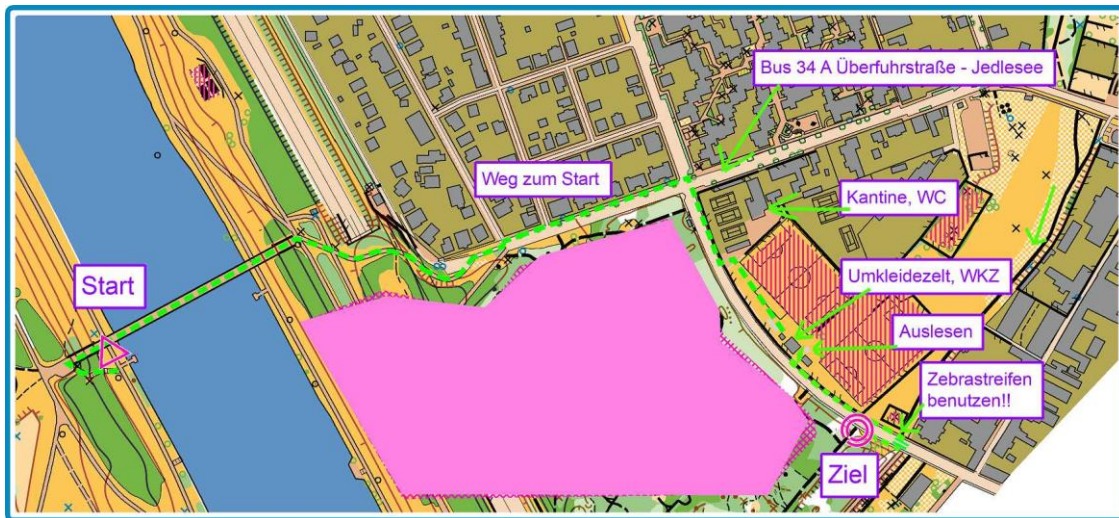 Bus 34 A Überfuhrstraße - Jedlesee
Weg zum Start
Kantine, WC
Umkleidezelt, WKZ
Start
Auslesen
Zebrastreifen
benutzen!!
Ziel